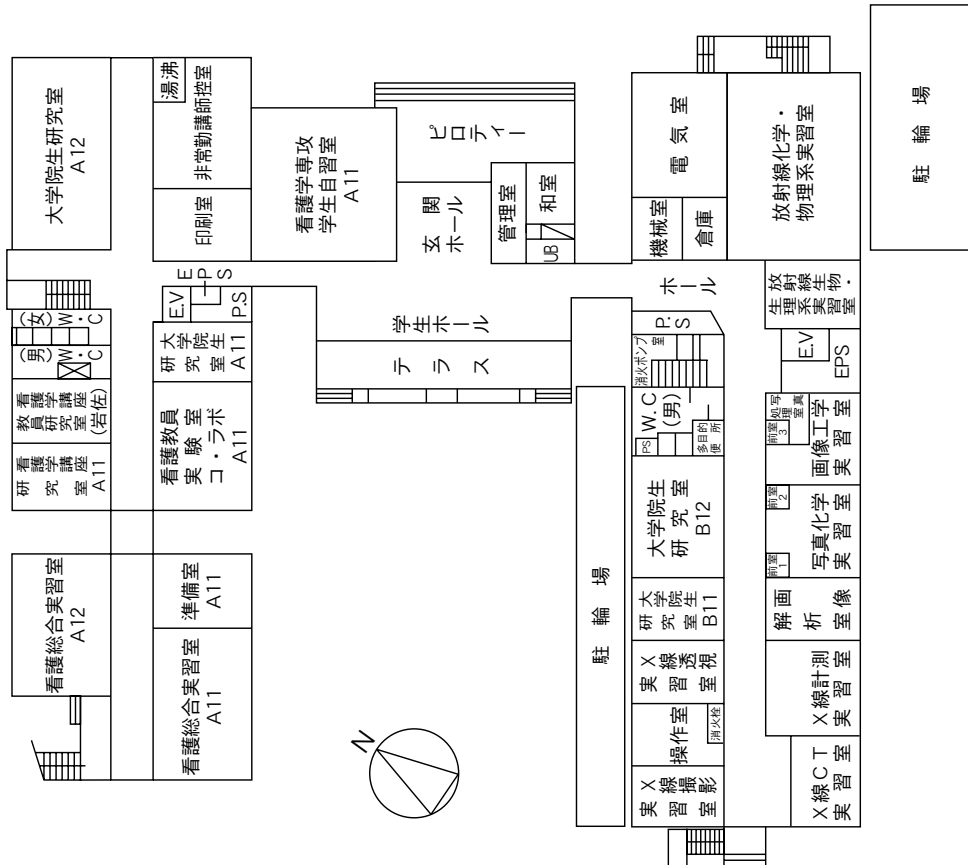 大学院生研究室
A12
湯沸
非常勤講師控室
印刷室
看護学専攻
学生自習室
A11
ピロティー
玄関
ホール
管理室
和室
UB
電気室
機械室
倉庫
放射線化学・
物理系実習室
駐輪場
(女)
W・C
(男)
W・C
看護学講座
教員研究室
(岩佐)
看護学講座
研究室
A11
E.V
EPS
P.S
大学院生
研究室
A11
看護教員
実験室
コ・ラボ
A11
学生ホール
テラス
ホール
放射線生物・
生理系実習室
P.S
消火ポンプ室
E.V
EPS
W.C
(男)
PS
多目的
便所
写真
処理室
前室3
画像工学
実習室
大学院生
研究室
B12
前室2
前室1
写真化学
実習室
看護総合実習室
A12
準備室
A11
看護総合実習室
A11
駐輪場
大学院生
研究室
B11
画像
解析室
X線透視
実習室
X線計測
実習室
操作室
消火栓
X線撮影
実習室
X線CT
実習室
N